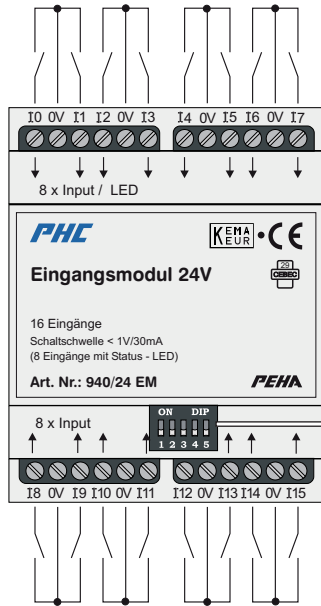 I0 0V I1 I2 0V I3 I4 0V I5 I6 0V I7
8 x Input / LED
PHC KEMA KEUR CE
Eingangsmodul 24V 29 CEBEC
16 Eingänge
Schaltschwelle < 1V/30mA
(8 Eingänge mit Status - LED)
Art. Nr.: 940/24 EM PEHA
8 x Input ON DIP
1 2 3 4 5
I8 0V I9 I10 0V I11 I12 0V I13 I14 0V I15